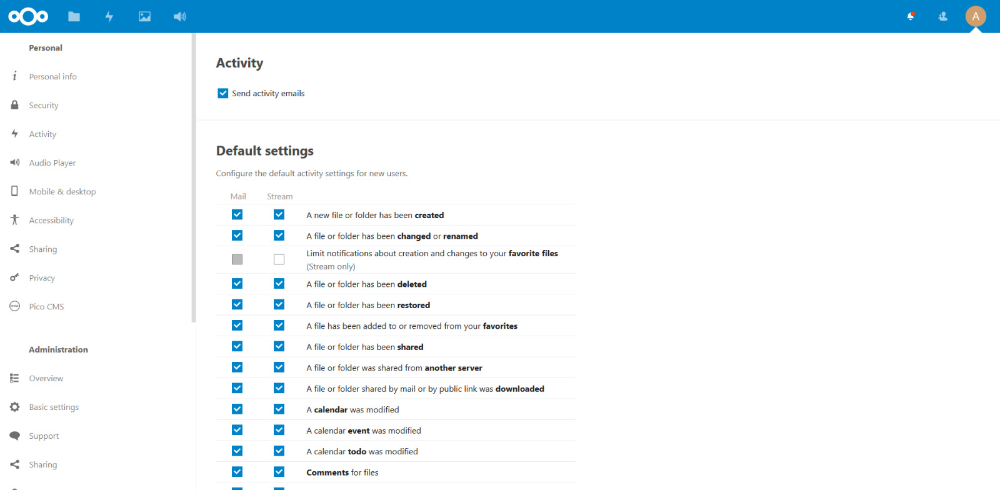 A
Personal
Personal info
Security
Activity
Audio Player
Mobile & desktop
Accessibility
Sharing
Privacy
Pico CMS
Administration
Overview
Basic settings
Support
Sharing
Activity
Send activity emails
Default settings
Configure the default activity settings for new users.
Mail Stream
A new file or folder has been created
A file or folder has been changed or renamed
Limit notifications about creation and changes to your favorite files
(Stream only)
A file or folder has been deleted
A file or folder has been restored
A file has been added to or removed from your favorites
A file or folder has been shared
A file or folder was shared from another server
A file or folder shared by mail or by public link was downloaded
A calendar was modified
A calendar event was modified
A calendar todo was modified
Comments for files